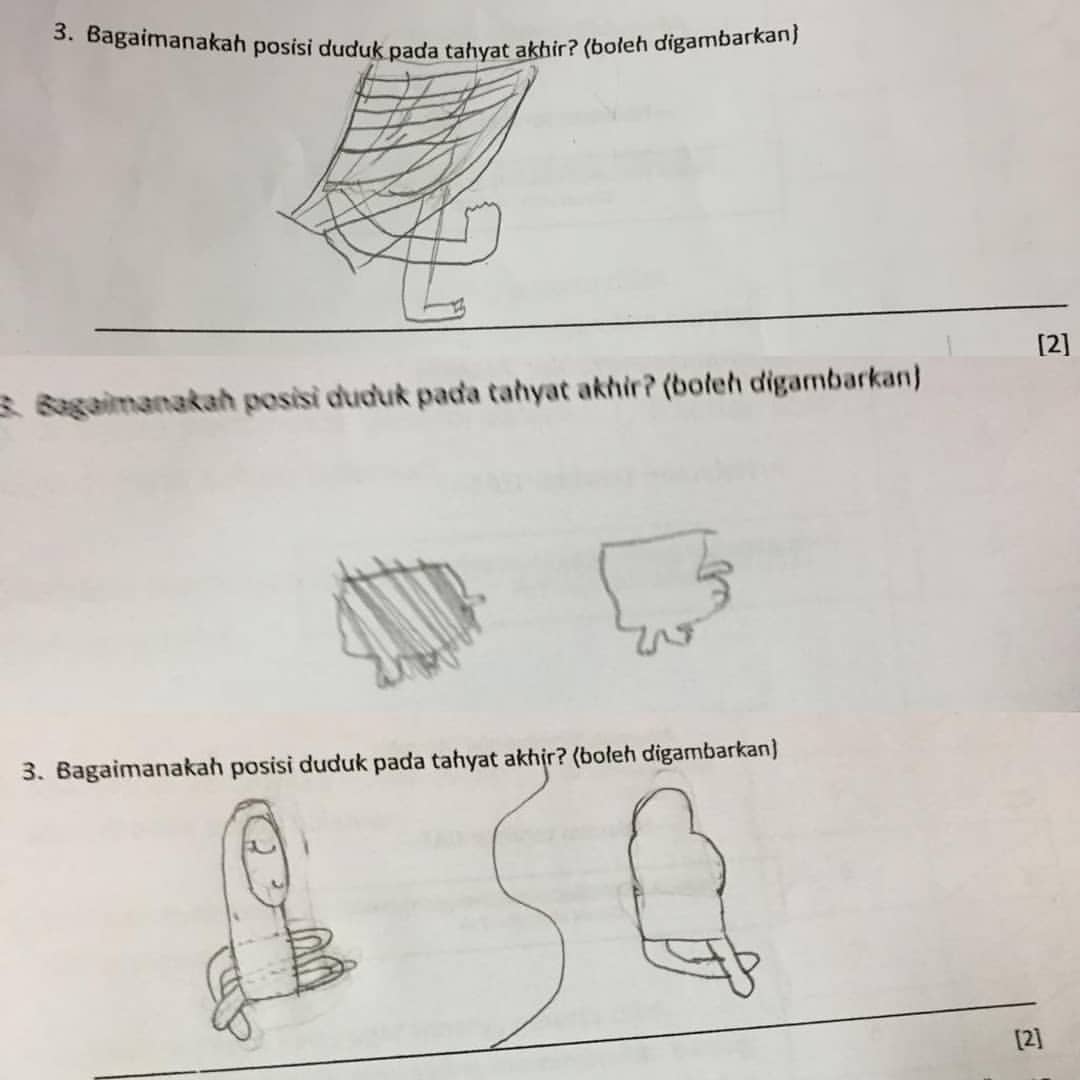 3. Bagaimanakah posisi duduk pada tahyat akhir? (boleh digambarkan}
[2]
3. Bagaimanakah posisi duduk pada tahyat akhir? (boleh digambarkan}
3. Bagaimanakah posisi duduk pada tahyat akhir? (boleh digambarkan}
[2]